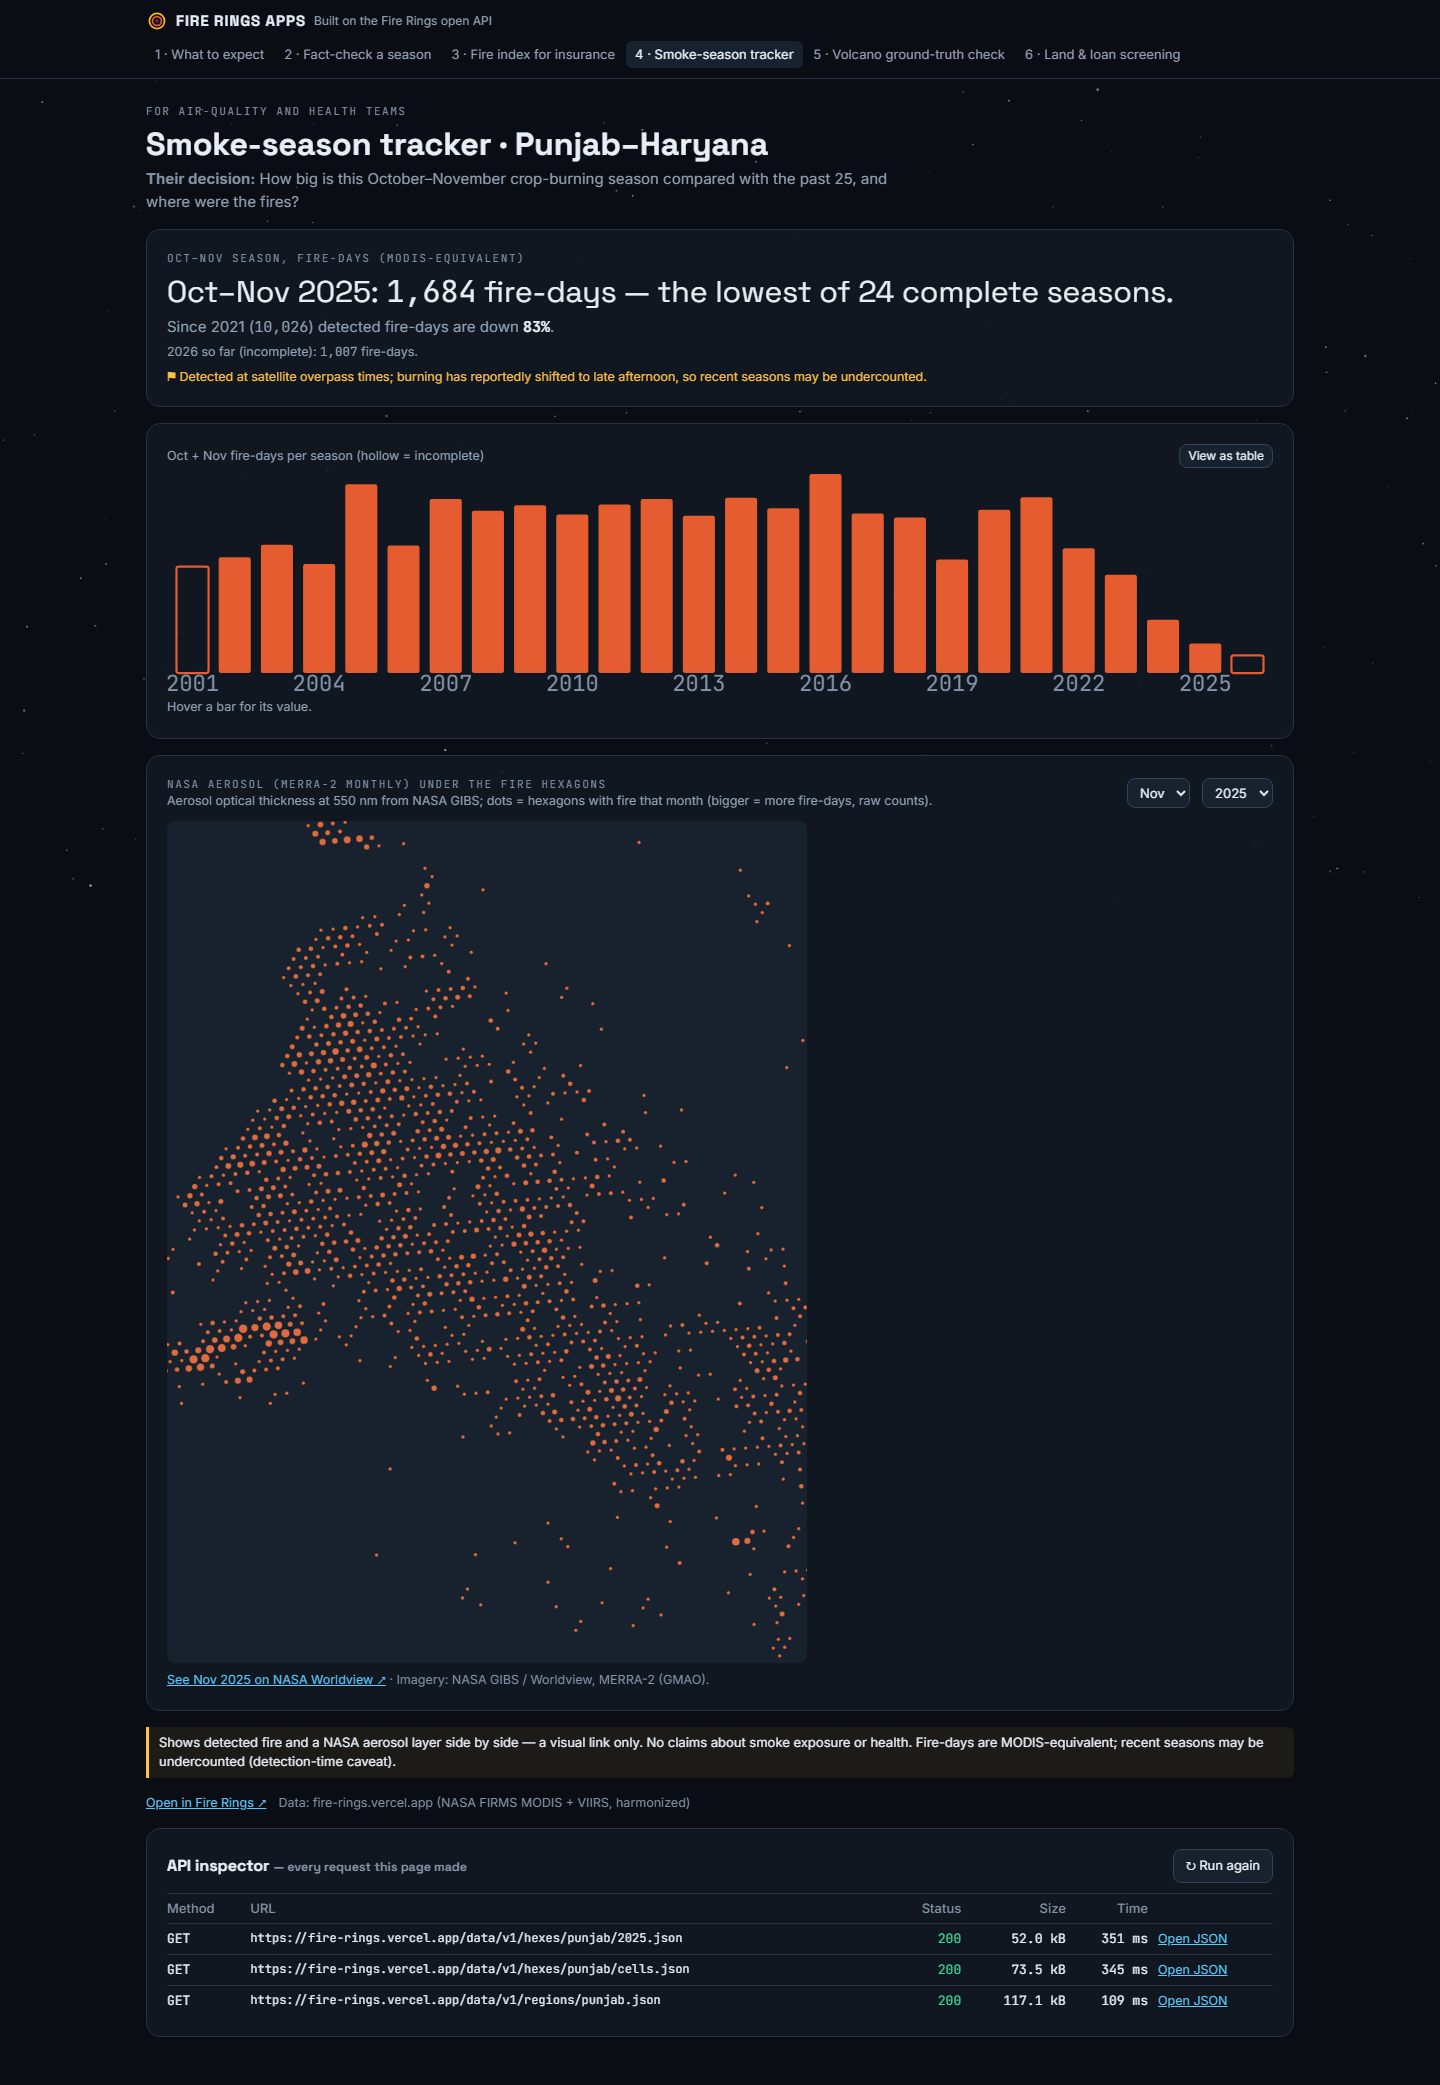 FIRE RINGS APPS Built on the Fire Rings open API
1 · What to expect 2 · Fact-check a season 3 · Fire index for insurance 4 · Smoke-season tracker 5 · Volcano ground-truth check 6 · Land & loan screening
FOR AIR-QUALITY AND HEALTH TEAMS
Smoke-season tracker · Punjab–Haryana
Their decision: How big is this October–November crop-burning season compared with the past 25, and
where were the fires?
OCT–NOV SEASON, FIRE-DAYS (MODIS-EQUIVALENT)
Oct–Nov 2025: 1,684 fire-days — the lowest of 24 complete seasons.
Since 2021 (10,026) detected fire-days are down 83%.
2026 so far (incomplete): 1,007 fire-days.
⚑ Detected at satellite overpass times; burning has reportedly shifted to late afternoon, so recent seasons may be undercounted.
Oct + Nov fire-days per season (hollow = incomplete) View as table
2001 2004 2007 2010 2013 2016 2019 2022 2025
Hover a bar for its value.
NASA AEROSOL (MERRA-2 MONTHLY) UNDER THE FIRE HEXAGONS
Aerosol optical thickness at 550 nm from NASA GIBS; dots = hexagons with fire that month (bigger = more fire-days, raw counts). Nov 2025
See Nov 2025 on NASA Worldview ↗ · Imagery: NASA GIBS / Worldview, MERRA-2 (GMAO).
Shows detected fire and a NASA aerosol layer side by side — a visual link only. No claims about smoke exposure or health. Fire-days are MODIS-equivalent; recent seasons may be
undercounted (detection-time caveat).
Open in Fire Rings ↗ Data: fire-rings.vercel.app (NASA FIRMS MODIS + VIIRS, harmonized)
API inspector — every request this page made ↻ Run again
Method URL Status Size Time
GET https://fire-rings.vercel.app/data/v1/hexes/punjab/2025.json 200 52.0 kB 351 ms Open JSON
GET https://fire-rings.vercel.app/data/v1/hexes/punjab/cells.json 200 73.5 kB 345 ms Open JSON
GET https://fire-rings.vercel.app/data/v1/regions/punjab.json 200 117.1 kB 109 ms Open JSON